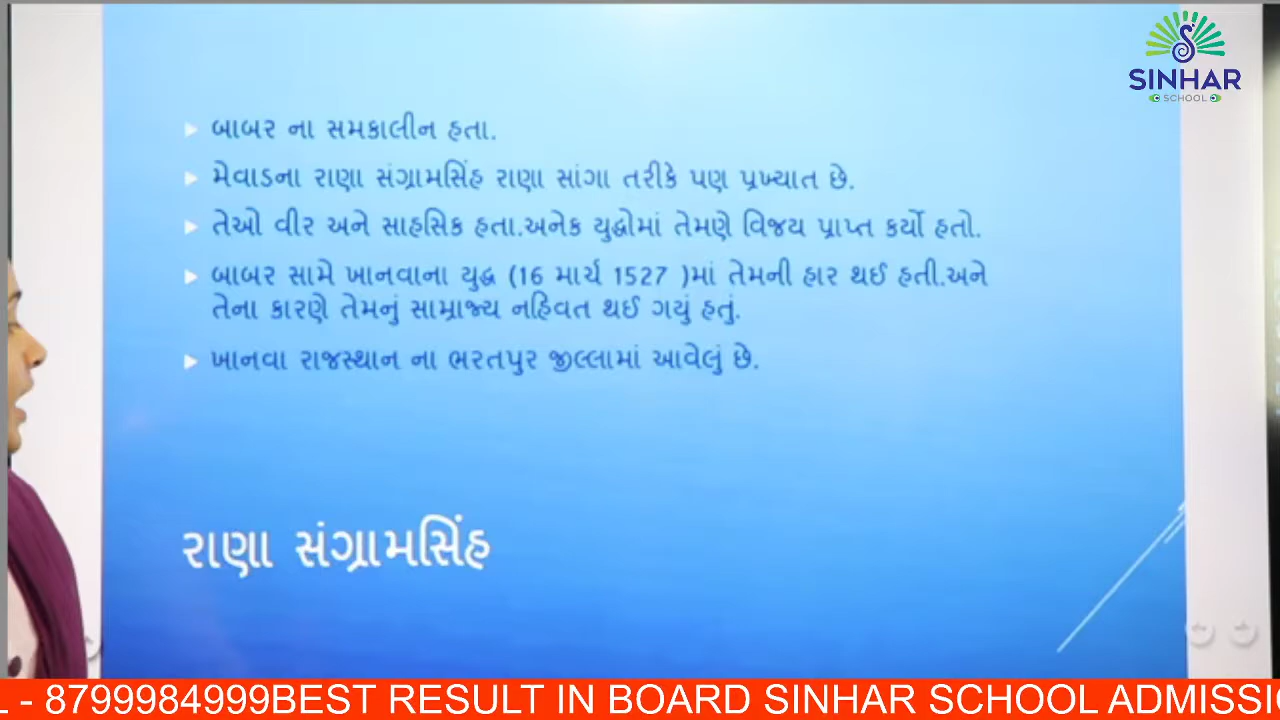 SINHAR
SCHOOL
બાબર ના સમકાલીન હતા.
મેવાડના રાણા સંગ્રામસિંહ રાણા સાંગા તરીકે પણ પ્રખ્યાત છે.
તેઓ વીર અને સાહસિક હતા.અનેક યુદ્ધોમાં તેમણે વિજય પ્રાપ્ત કર્યો હતો.
બાબર સામે ખાનવાના યુદ્ધ (16 માર્ચ 1527 )માં તેમની હાર થઈ હતી.અને
તેના કારણે તેમનું સામ્રાજ્ય નહિવત થઈ ગયું હતું.
ખાનવા રાજસ્થાન ના ભરતપુર જીલ્લામાં આવેલું છે.
રાણા સંગ્રામસિંહ
- 8799984999BEST RESULT IN BOARD SINHAR SCHOOL